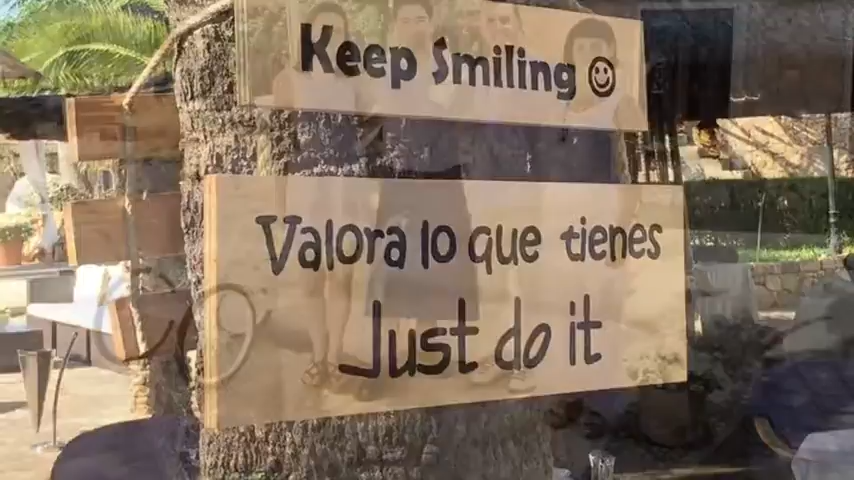 Keep Smiling ☺
Valora lo que tienes
Just do it